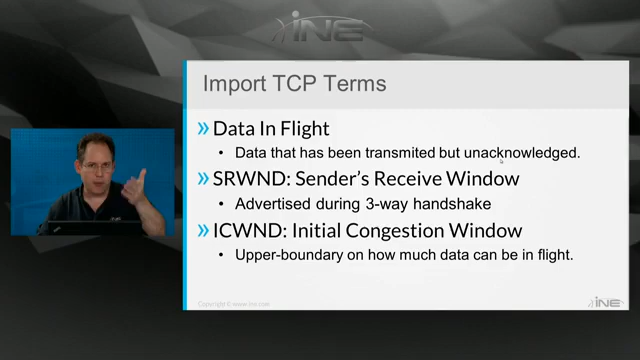 iNE
Import TCP Terms
» Data In Flight
• Data that has been transmited but unacknowledged.
» SRWND: Sender's Receive Window
• Advertised during 3-way handshake
» ICWND: Initial Congestion Window
• Upper-boundary on how much data can be in flight.
Copyright © www.ine.com
iNE